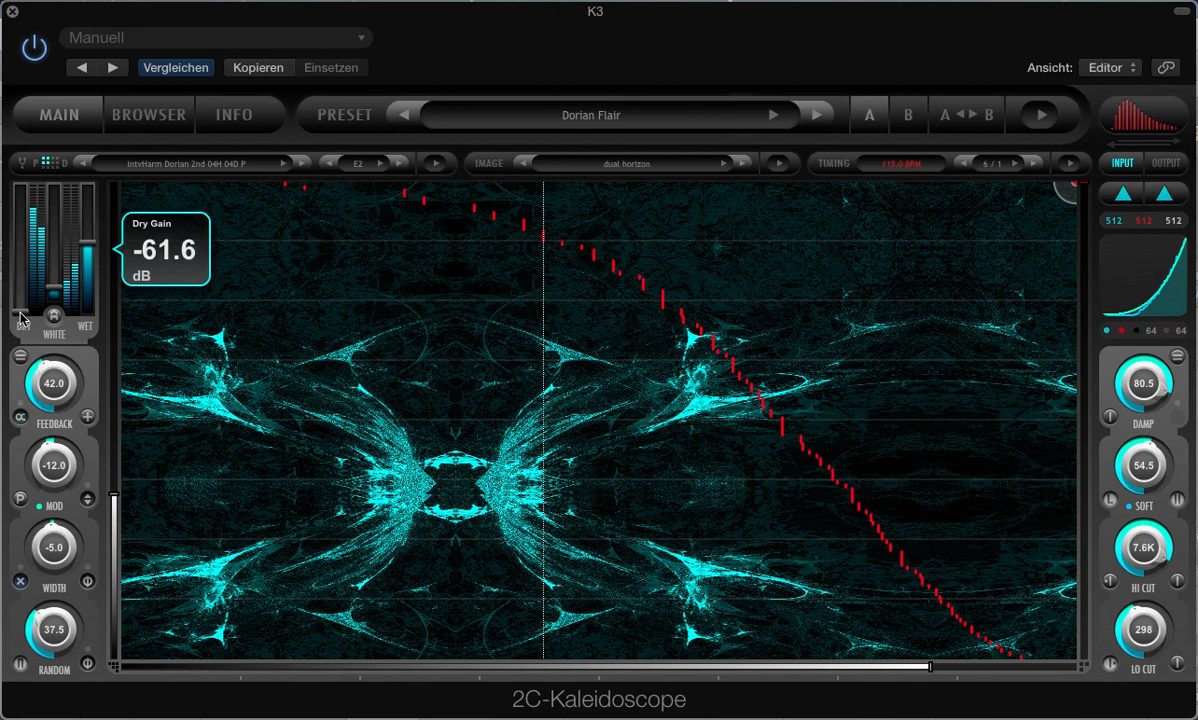 K3
Manuell
Vergleichen Kopieren Einsetzen Ansicht: Editor
MAIN BROWSER INFO PRESET Dorian Flair A B A B
P D IntvHarm Dorian 2nd 04H 04D P E2 IMAGE dual horizon TIMING 115.0 BPM 6 / 1 INPUT OUTPUT
512 512 512
Dry Gain
-61.6
dB
DRY WHITE WET
64 64
42.0
FEEDBACK
-12.0
P MOD
-5.0
WIDTH
37.5
RANDOM
80.5
DAMP
54.5
L SOFT
7.6K
HI CUT
298
LO CUT
2C-Kaleidoscope